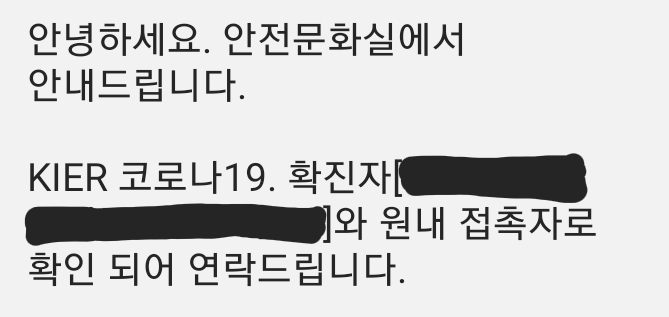 안녕하세요. 안전문화실에서
안내드립니다.
KIER 코로나19. 확진자[
]와 원내 접촉자로
확인 되어 연락드립니다.